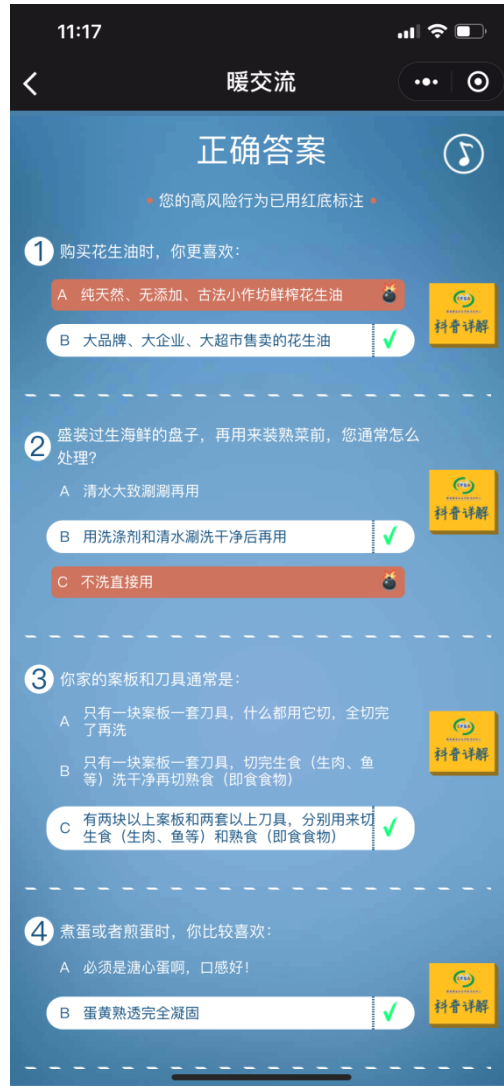 11:17
暖交流
正确答案
您的高风险行为已用红底标注
1 购买花生油时，你更喜欢：
A 纯天然、无添加、古法小作坊鲜榨花生油
科普详解
B 大品牌、大企业、大超市售卖的花生油
2 盛装过生海鲜的盘子，再用来装熟菜前，您通常怎么
处理?
A 清水大致涮涮再用
科普详解
B 用洗涤剂和清水涮洗干净后再用
C 不洗直接用
3 你家的案板和刀具通常是：
A 只有一块案板一套刀具，什么都用它切，全切完
了再洗
科普详解
B 只有一块案板一套刀具，切完生食（生肉、鱼
等）洗干净再切熟食（即食食物）
C 有两块以上案板和两套以上刀具，分别用来切
生食（生肉、鱼等）和熟食（即食食物）
4 煮蛋或者煎蛋时，你比较喜欢：
A 必须是溏心蛋啊，口感好！
科普详解
B 蛋黄熟透完全凝固